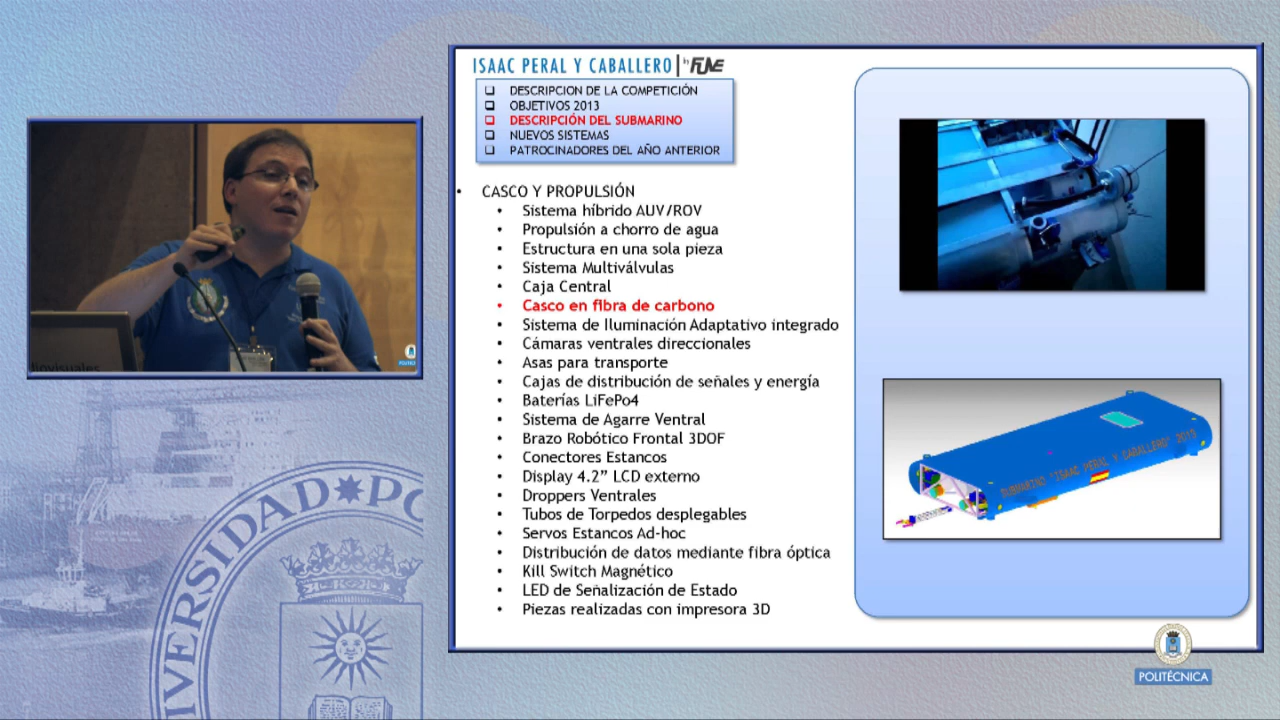 ISAAC PERAL Y CABALLERO | by FUVE
DESCRIPCION DE LA COMPETICIÓN
OBJETIVOS 2013
DESCRIPCIÓN DEL SUBMARINO
NUEVOS SISTEMAS
PATROCINADORES DEL AÑO ANTERIOR
• CASCO Y PROPULSIÓN
• Sistema híbrido AUV/ROV
• Propulsión a chorro de agua
• Estructura en una sola pieza
• Sistema Multiválvulas
• Caja Central
• Casco en fibra de carbono
• Sistema de Iluminación Adaptativo integrado
• Cámaras ventrales direccionales
• Asas para transporte
• Cajas de distribución de señales y energía
• Baterías LiFePo4
• Sistema de Agarre Ventral
• Brazo Robótico Frontal 3DOF
• Conectores Estancos
• Display 4.2” LCD externo
• Droppers Ventrales
• Tubos de Torpedos desplegables
• Servos Estancos Ad-hoc
• Distribución de datos mediante fibra óptica
• Kill Switch Magnético
• LED de Señalización de Estado
• Piezas realizadas con impresora 3D
SUBMARINO "ISAAC PERAL Y CABALLERO" 2013
POLITÉCNICA
VERSIDAD PO